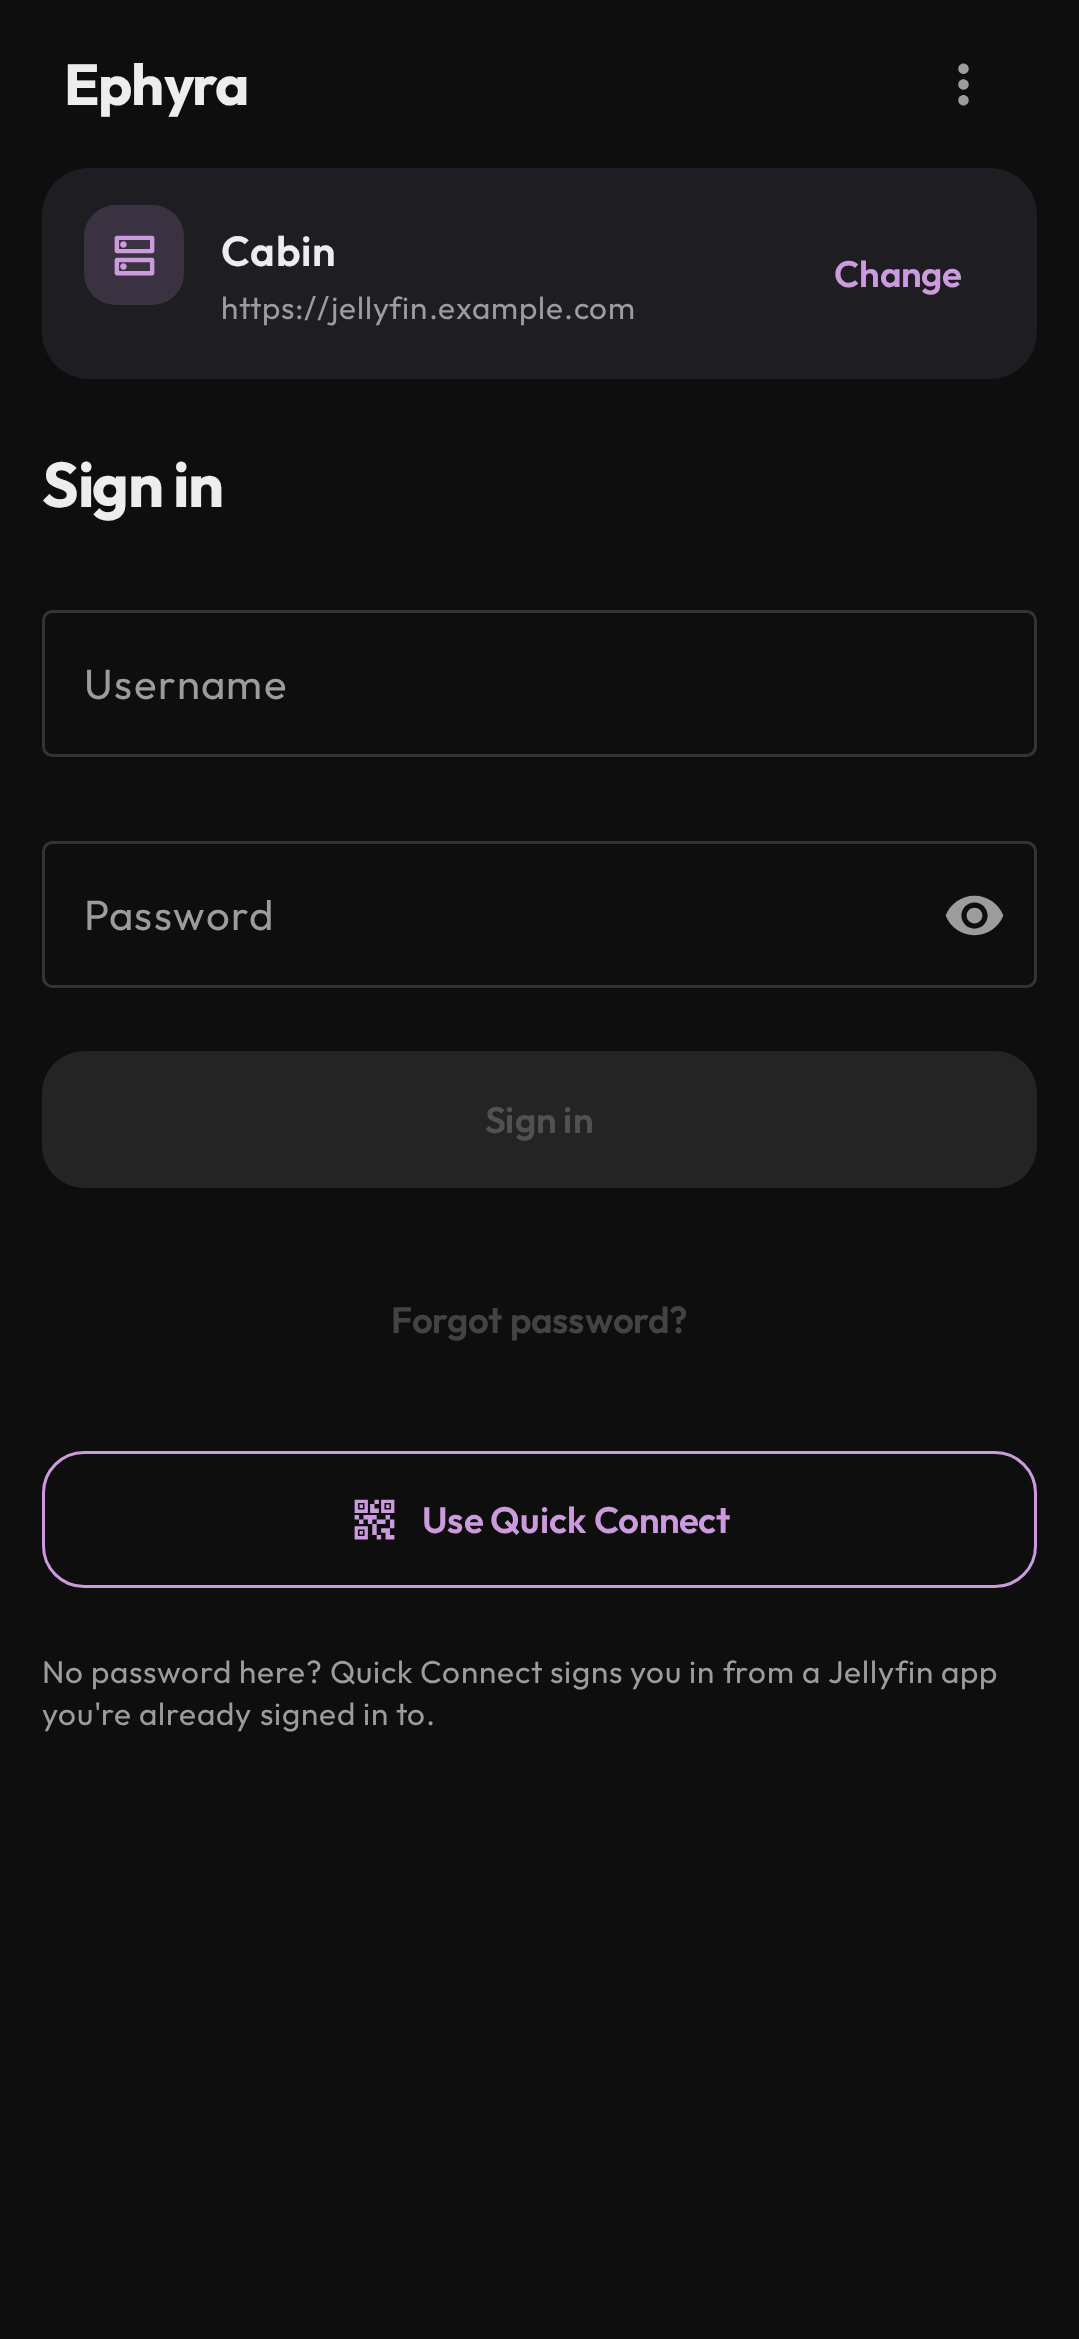 Ephyra
Cabin
https://jellyfin.example.com
Change
Sign in
Username
Password
Sign in
Forgot password?
Use Quick Connect
No password here? Quick Connect signs you in from a Jellyfin app
you're already signed in to.